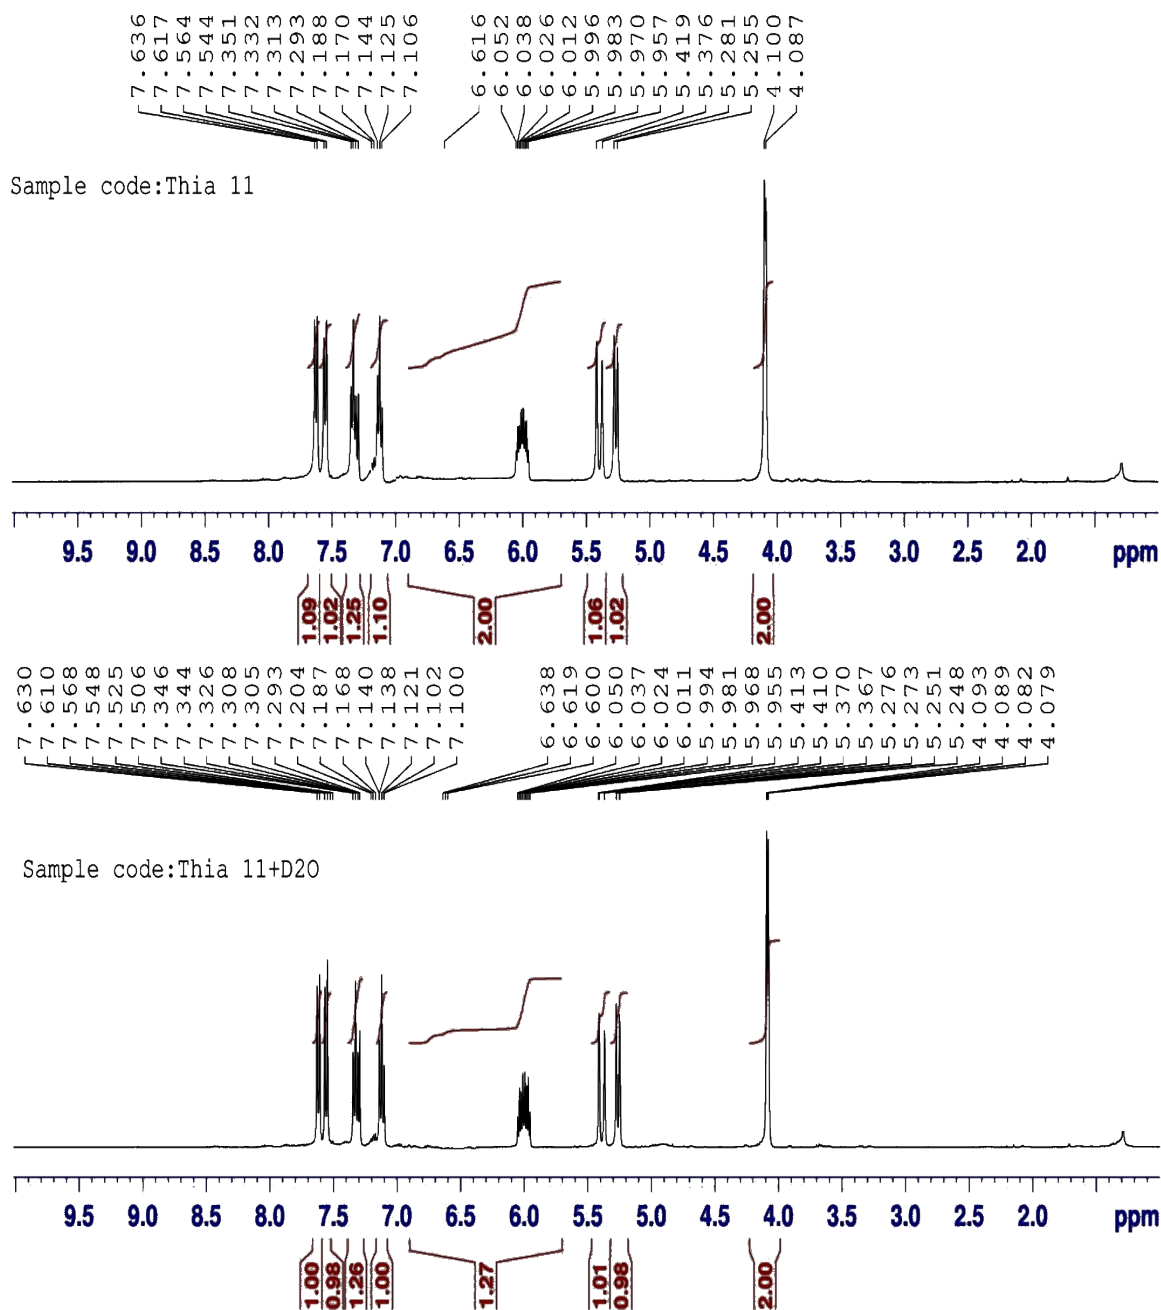 7.636 7.617 7.564 7.544 7.351 7.332 7.313 7.293 7.188 7.170 7.144 7.125 7.106 6.616 6.052 6.038 6.026 6.012 5.996 5.983 5.970 5.957 5.419 5.376 5.281 5.255 4.100 4.087
Sample code:Thia 11
9.5 9.0 8.5 8.0 7.5 7.0 6.5 6.0 5.5 5.0 4.5 4.0 3.5 3.0 2.5 2.0 ppm
1.09 1.02 1.25 1.10 2.00 1.06 1.02 2.00
7.630 7.610 7.568 7.548 7.525 7.506 7.346 7.344 7.326 7.308 7.305 7.293 7.204 7.187 7.168 7.140 7.138 7.121 7.102 7.100 6.638 6.619 6.600 6.050 6.037 6.024 6.011 5.994 5.981 5.968 5.955 5.413 5.410 5.370 5.367 5.276 5.273 5.251 5.248 4.093 4.089 4.082 4.079
Sample code:Thia 11+D2O
9.5 9.0 8.5 8.0 7.5 7.0 6.5 6.0 5.5 5.0 4.5 4.0 3.5 3.0 2.5 2.0 ppm
1.00 0.98 1.26 1.00 1.27 1.01 0.98 2.00